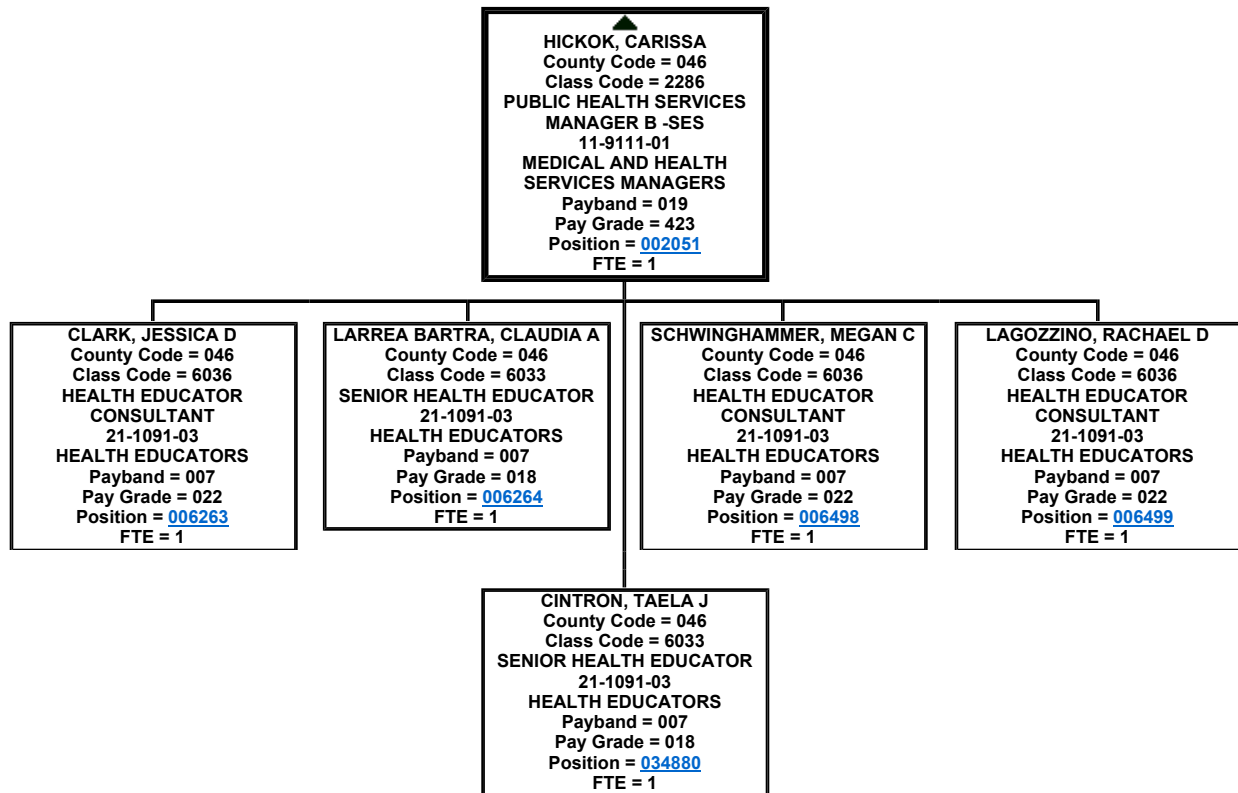 HICKOK, CARISSA
County Code = 046
Class Code = 2286
PUBLIC HEALTH SERVICES
MANAGER B -SES
11-9111-01
MEDICAL AND HEALTH
SERVICES MANAGERS
Payband = 019
Pay Grade = 423
Position = 002051
FTE = 1
CLARK, JESSICA D
County Code = 046
Class Code = 6036
HEALTH EDUCATOR
CONSULTANT
21-1091-03
HEALTH EDUCATORS
Payband = 007
Pay Grade = 022
Position = 006263
FTE = 1
LARREA BARTRA, CLAUDIA A
County Code = 046
Class Code = 6033
SENIOR HEALTH EDUCATOR
21-1091-03
HEALTH EDUCATORS
Payband = 007
Pay Grade = 018
Position = 006264
FTE = 1
SCHWINGHAMMER, MEGAN C
County Code = 046
Class Code = 6036
HEALTH EDUCATOR
CONSULTANT
21-1091-03
HEALTH EDUCATORS
Payband = 007
Pay Grade = 022
Position = 006498
FTE = 1
LAGOZZINO, RACHAEL D
County Code = 046
Class Code = 6036
HEALTH EDUCATOR
CONSULTANT
21-1091-03
HEALTH EDUCATORS
Payband = 007
Pay Grade = 022
Position = 006499
FTE = 1
CINTRON, TAELA J
County Code = 046
Class Code = 6033
SENIOR HEALTH EDUCATOR
21-1091-03
HEALTH EDUCATORS
Payband = 007
Pay Grade = 018
Position = 034880
FTE = 1